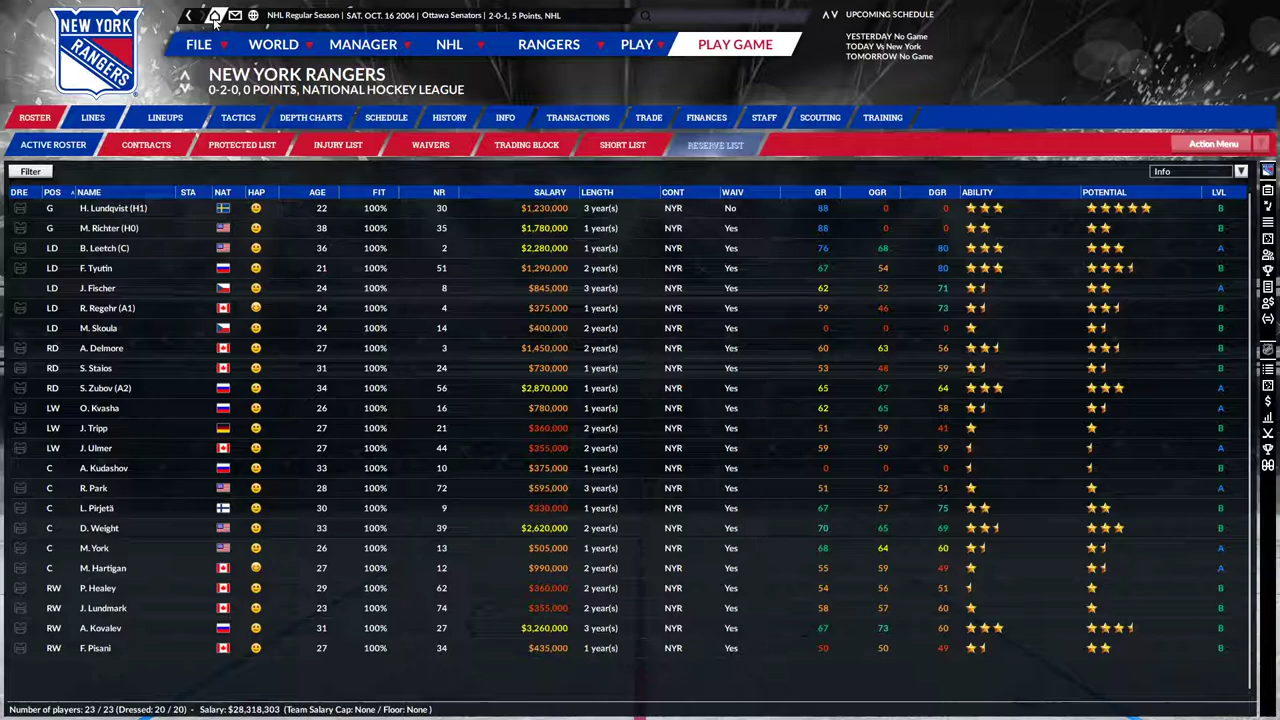 NEW YORK RANGERS
NHL Regular Season | SAT. OCT. 16 2004 | Ottawa Senators | 2-0-1, 5 Points, NHL
UPCOMING SCHEDULE
YESTERDAY No Game
TODAY Vs New York
TOMORROW No Game
FILE WORLD MANAGER NHL RANGERS PLAY PLAY GAME
NEW YORK RANGERS
0-2-0, 0 POINTS, NATIONAL HOCKEY LEAGUE
ROSTER LINES LINEUPS TACTICS DEPTH CHARTS SCHEDULE HISTORY INFO TRANSACTIONS TRADE FINANCES STAFF SCOUTING TRAINING
ACTIVE ROSTER CONTRACTS PROTECTED LIST INJURY LIST WAIVERS TRADING BLOCK SHORT LIST RESERVE LIST Action Menu
Filter Info
DRE POS NAME STA NAT HAP AGE FIT NR SALARY LENGTH CONT WAIV GR OGR DGR ABILITY POTENTIAL LVL
G H. Lundqvist (H1) 22 100% 30 $1,230,000 3 year(s) NYR No 88 0 0 B
G M. Richter (H0) 38 100% 35 $1,780,000 1 year(s) NYR Yes 88 0 0 B
LD B. Leetch (C) 36 100% 2 $2,280,000 1 year(s) NYR Yes 76 68 80 A
LD F. Tyutin 21 100% 51 $1,290,000 2 year(s) NYR Yes 67 54 80 B
LD J. Fischer 24 100% 8 $845,000 3 year(s) NYR Yes 62 52 71 A
LD R. Regehr (A1) 24 100% 4 $375,000 1 year(s) NYR Yes 59 46 73 B
LD M. Skoula 24 100% 14 $400,000 2 year(s) NYR Yes 0 0 0 B
RD A. Delmore 27 100% 3 $1,450,000 2 year(s) NYR Yes 60 63 56 B
RD S. Staios 31 100% 24 $730,000 1 year(s) NYR Yes 53 48 59 B
RD S. Zubov (A2) 34 100% 56 $2,870,000 1 year(s) NYR Yes 65 67 64 A
LW O. Kvasha 26 100% 16 $780,000 1 year(s) NYR Yes 62 65 58 A
LW J. Tripp 27 100% 21 $360,000 2 year(s) NYR Yes 51 59 41 B
LW J. Ulmer 27 100% 44 $355,000 2 year(s) NYR Yes 59 59 59 A
C A. Kudashov 33 100% 10 $375,000 1 year(s) NYR Yes 0 0 0 B
C R. Park 28 100% 72 $595,000 3 year(s) NYR Yes 51 52 51 A
C L. Pirjetä 30 100% 9 $330,000 1 year(s) NYR Yes 67 57 75 B
C D. Weight 33 100% 39 $2,620,000 2 year(s) NYR Yes 70 65 69 B
C M. York 26 100% 13 $505,000 1 year(s) NYR Yes 68 64 60 A
C M. Hartigan 27 100% 12 $990,000 2 year(s) NYR Yes 55 59 49 A
RW P. Healey 29 100% 62 $360,000 2 year(s) NYR Yes 54 56 51 B
RW J. Lundmark 23 100% 74 $355,000 2 year(s) NYR Yes 58 57 60 B
RW A. Kovalev 31 100% 27 $3,260,000 3 year(s) NYR Yes 67 73 60 B
RW F. Pisani 27 100% 34 $435,000 1 year(s) NYR Yes 50 50 49 B
Number of players: 23 / 23 (Dressed: 20 / 20) - Salary: $28,318,303 (Team Salary Cap: None / Floor: None )